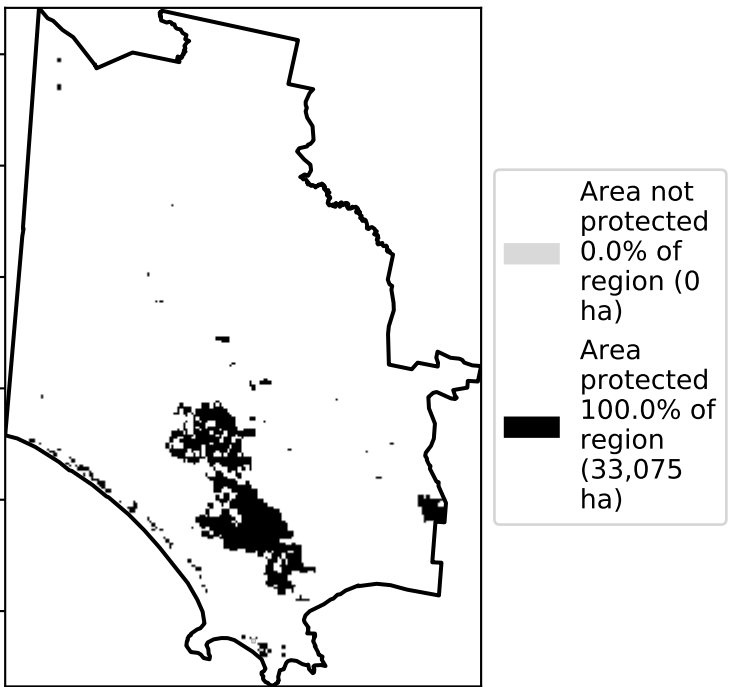 Area not
protected
0.0% of
region (0
ha)
Area
protected
100.0% of
region
(33,075
ha)